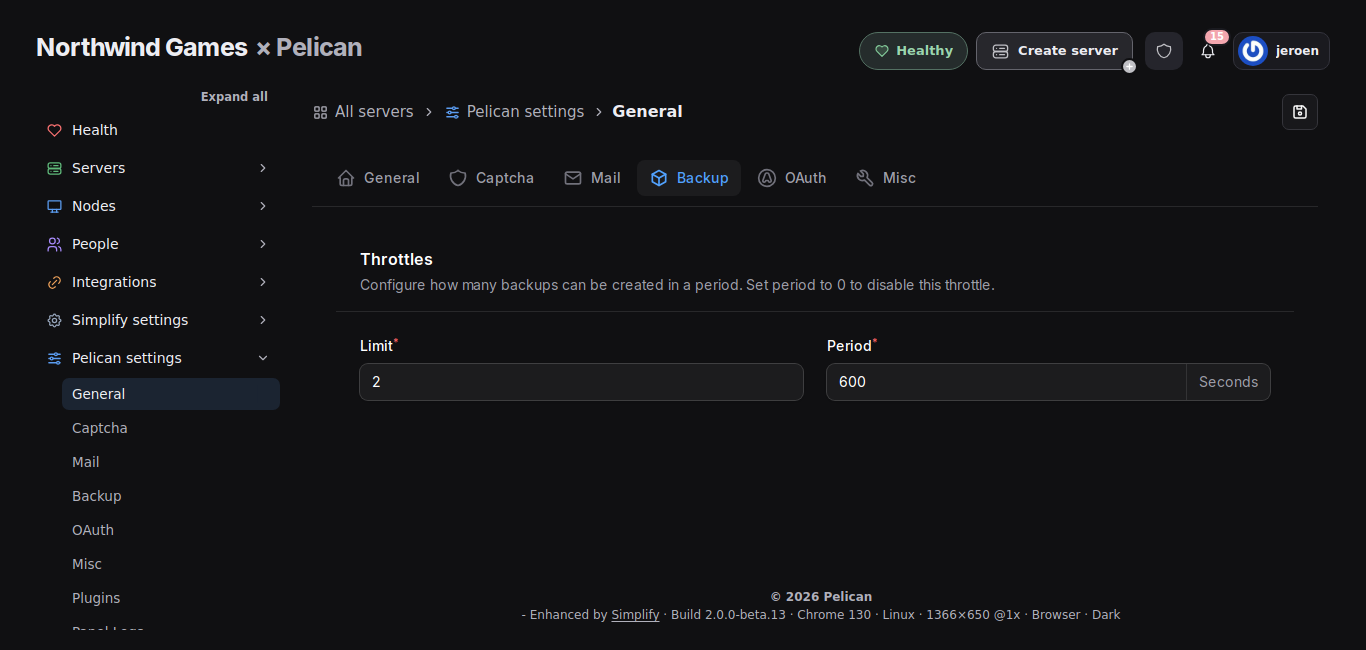 Northwind Games × Pelican
Healthy
Create server
15
jeroen
Expand all
Health
Servers
Nodes
People
Integrations
Simplify settings
Pelican settings
General
Captcha
Mail
Backup
OAuth
Misc
Plugins
Panel Logs
All servers > Pelican settings > General
General Captcha Mail Backup OAuth Misc
Throttles
Configure how many backups can be created in a period. Set period to 0 to disable this throttle.
Limit* Period*
2 600 Seconds
© 2026 Pelican
- Enhanced by Simplify · Build 2.0.0-beta.13 · Chrome 130 · Linux · 1366×650 @1x · Browser · Dark